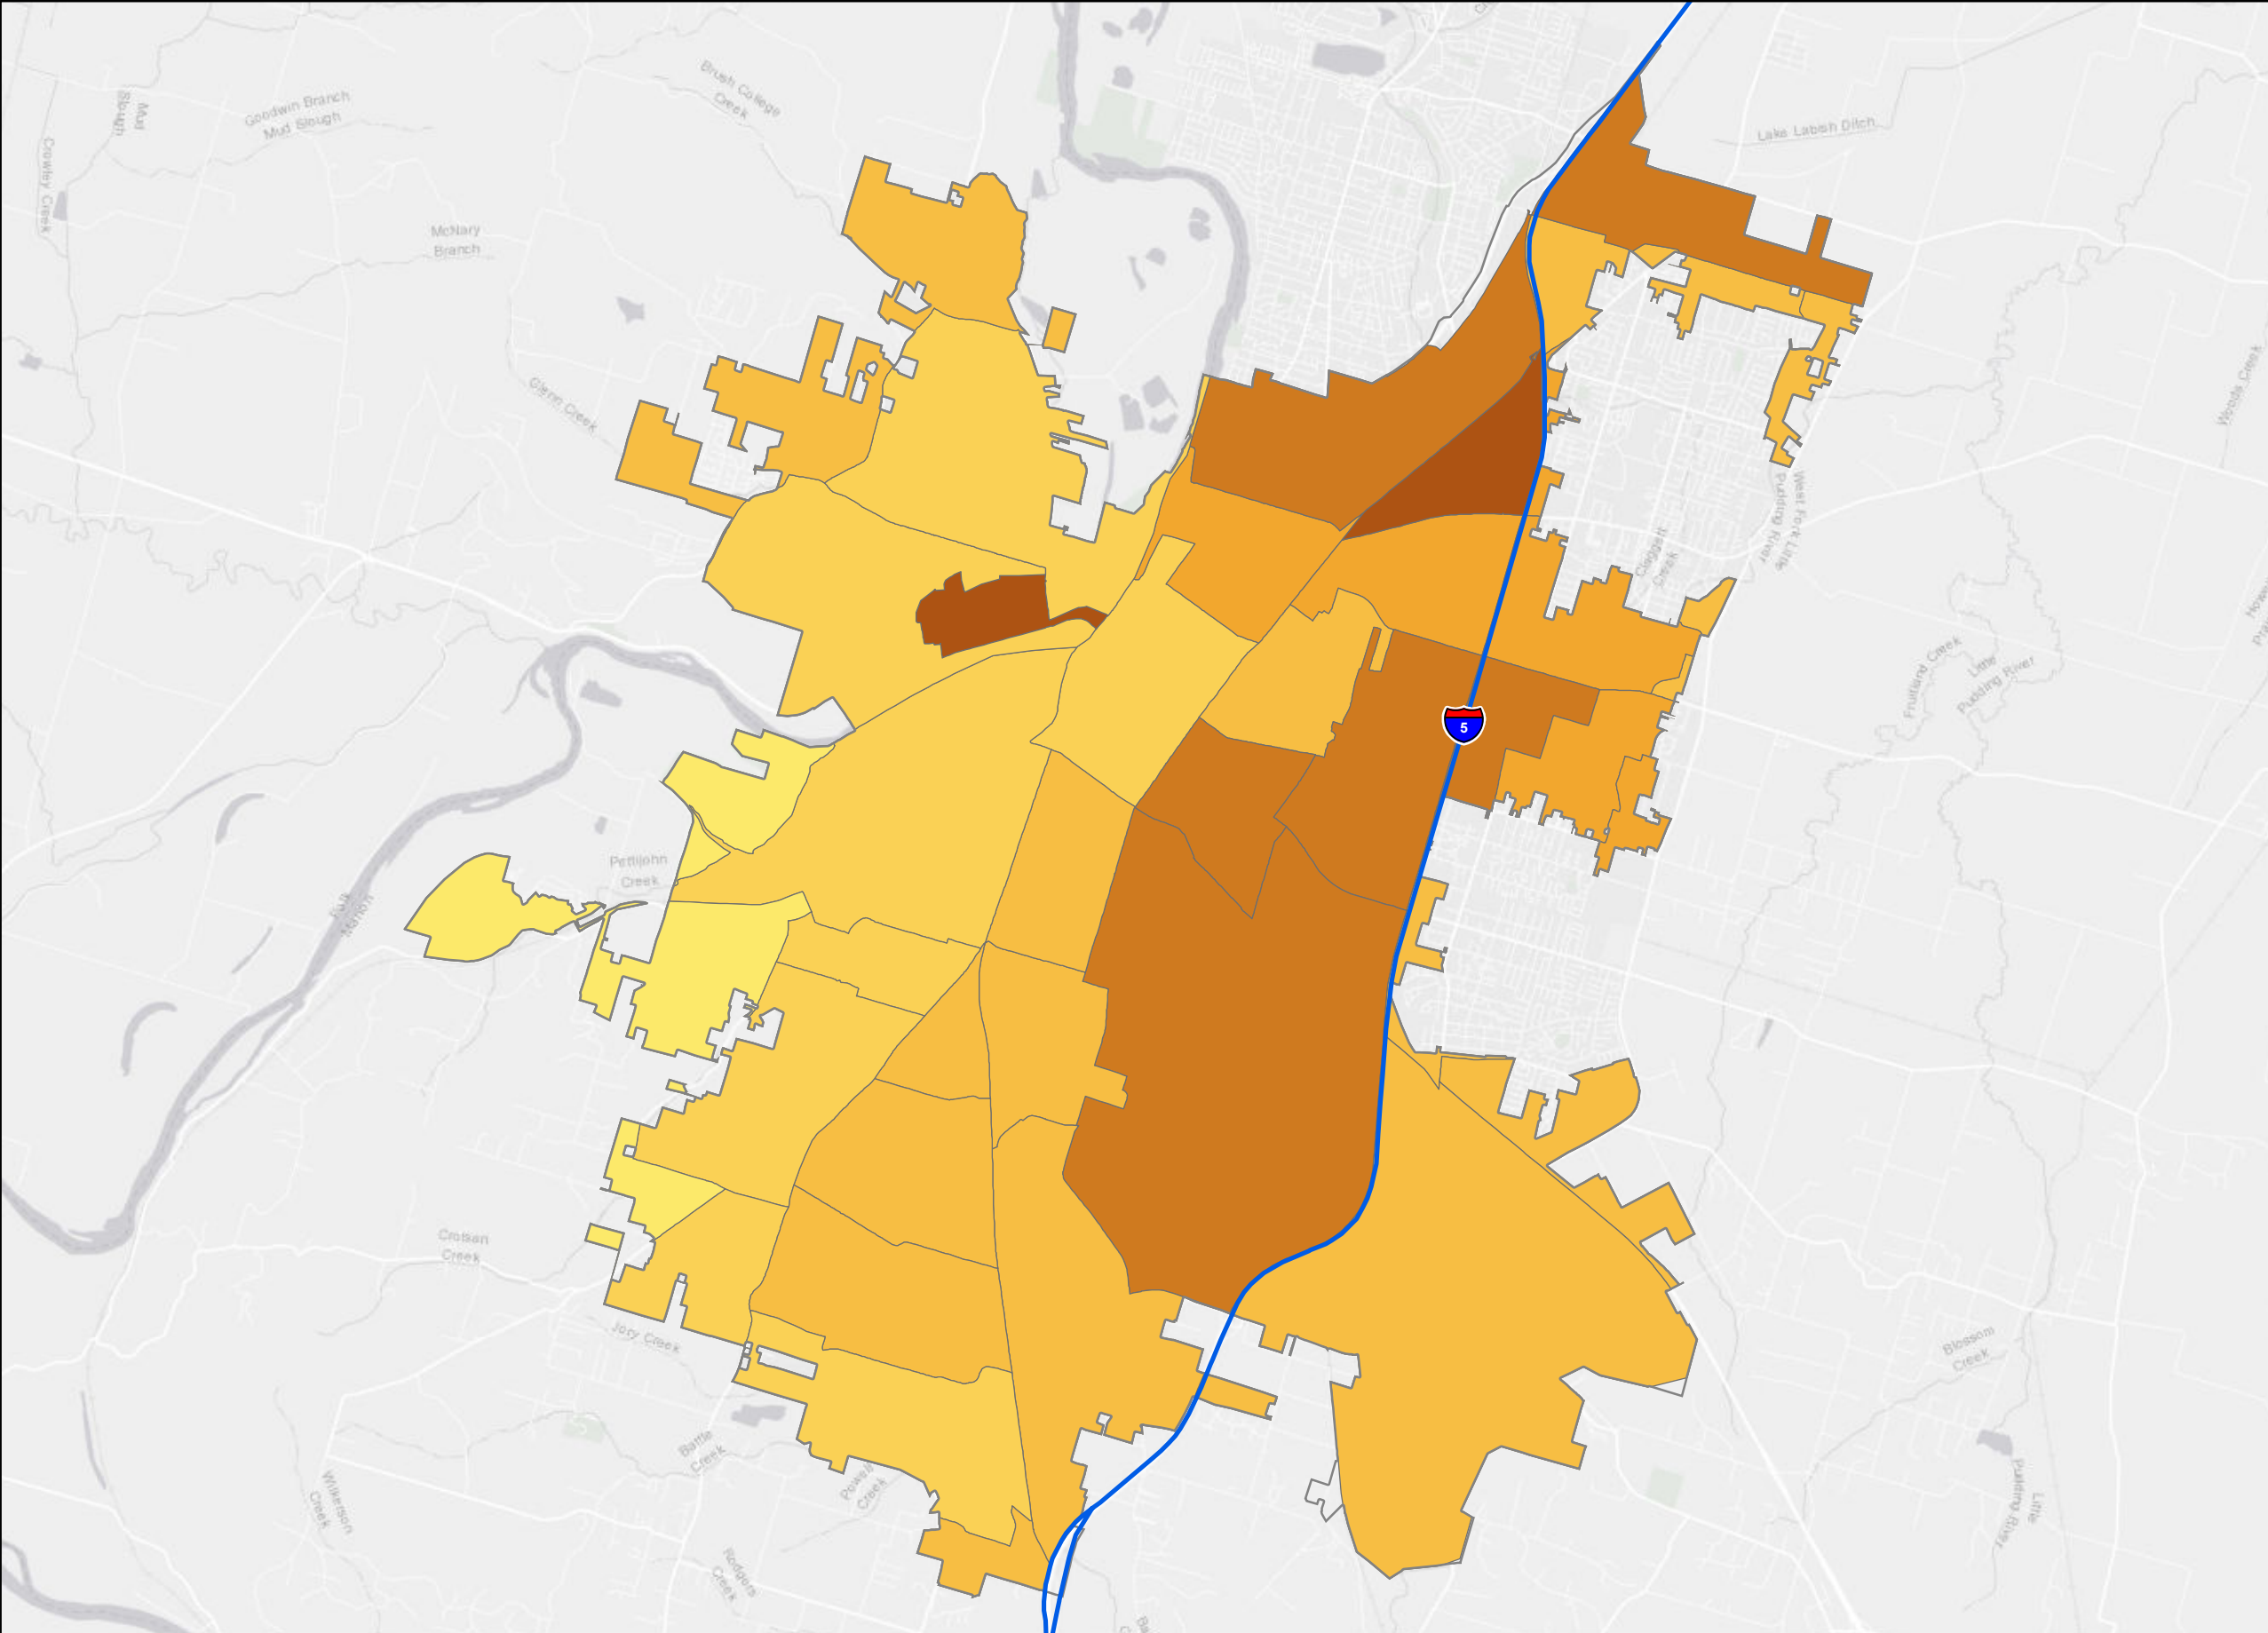 Brush College
Creek
Goodwin Branch
Mud Slough
Mud
Slough
Crowley Creek
Lake Labish Ditch
McNary
Branch
Glenn Creek
Woods Creek
West Fork Little
Pudding River
Claggett
Creek
Fruitland Creek
Little
Pudding River
5
Pettijohn
Creek
Croisan
Creek
Jory Creek
Battle
Creek
Powell
Creek
Wilkerson
Creek
Rodgers
Creek
Blossom
Creek
Little
Pudding River